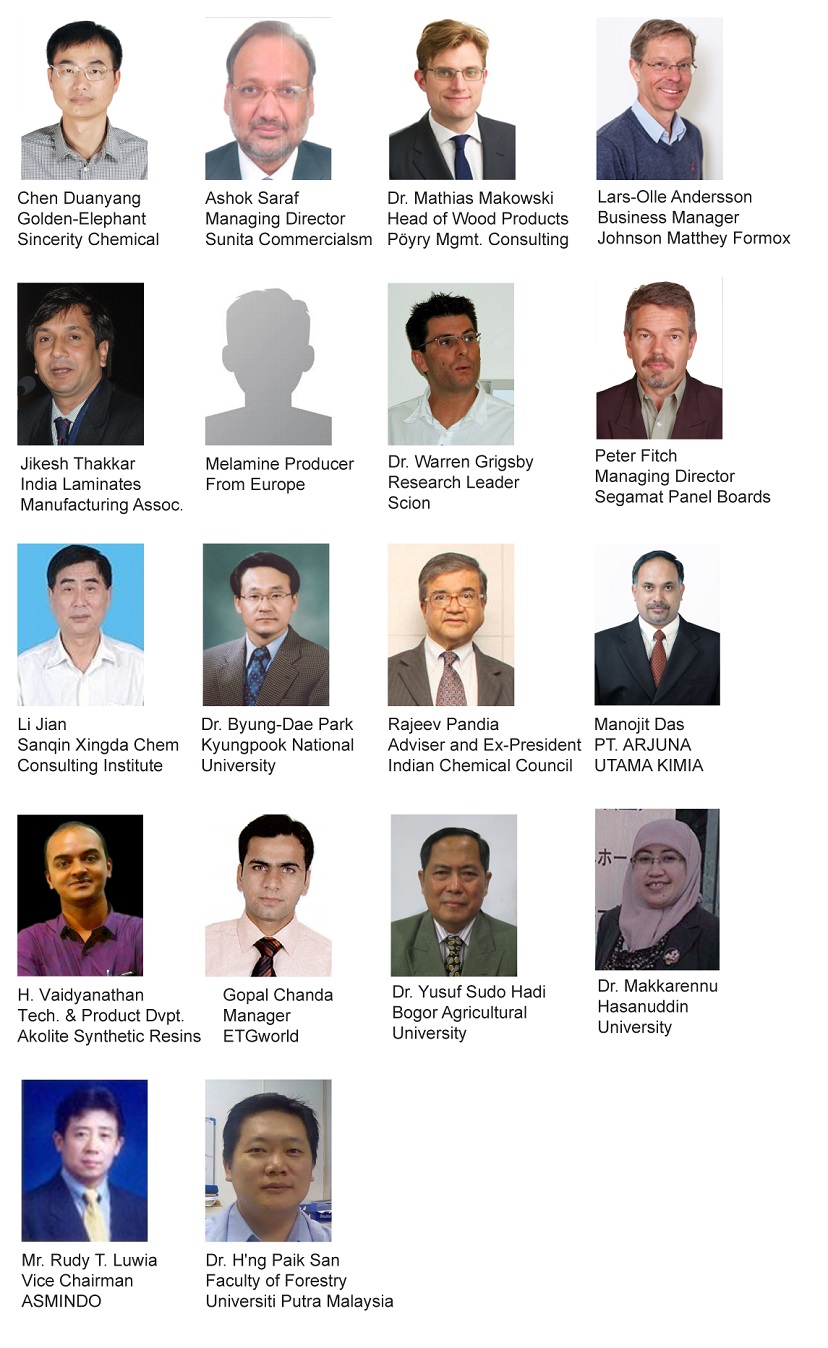 Chen Duanyang
Golden-Elephant
Sincerity Chemical
Ashok Saraf
Managing Director
Sunita Commercialsm
Dr. Mathias Makowski
Head of Wood Products
Pöyry Mgmt. Consulting
Lars-Olle Andersson
Business Manager
Johnson Matthey Formox
Jikesh Thakkar
India Laminates
Manufacturing Assoc.
Melamine Producer
From Europe
Dr. Warren Grigsby
Research Leader
Scion
Peter Fitch
Managing Director
Segamat Panel Boards
Li Jian
Sanqin Xingda Chem
Consulting Institute
Dr. Byung-Dae Park
Kyungpook National
University
Rajeev Pandia
Adviser and Ex-President
Indian Chemical Council
Manojit Das
PT. ARJUNA
UTAMA KIMIA
H. Vaidyanathan
Tech. & Product Dvpt.
Akolite Synthetic Resins
Gopal Chanda
Manager
ETGworld
Dr. Yusuf Sudo Hadi
Bogor Agricultural
University
ホー
Dr. Makkarennu
Hasanuddin
University
Mr. Rudy T. Luwia
Vice Chairman
ASMINDO
Dr. H'ng Paik San
Faculty of Forestry
Universiti Putra Malaysia